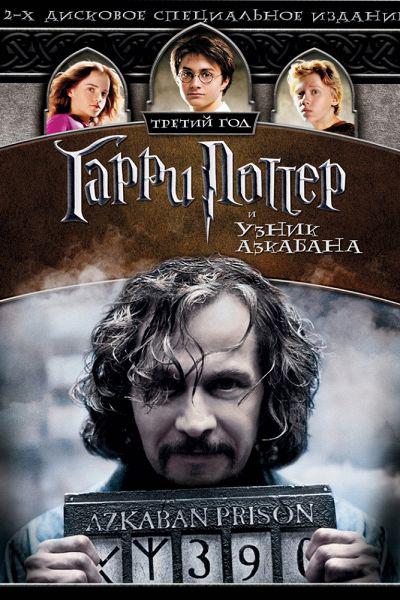 2-Х ДИСКОВОЕ СПЕЦИАЛЬНОЕ ИЗДАНИЕ
ТРЕТИЙ ГОД
Гарри Поттер
и
УЗНИК
АЗКАБАНА
AZKABAN PRISON
390